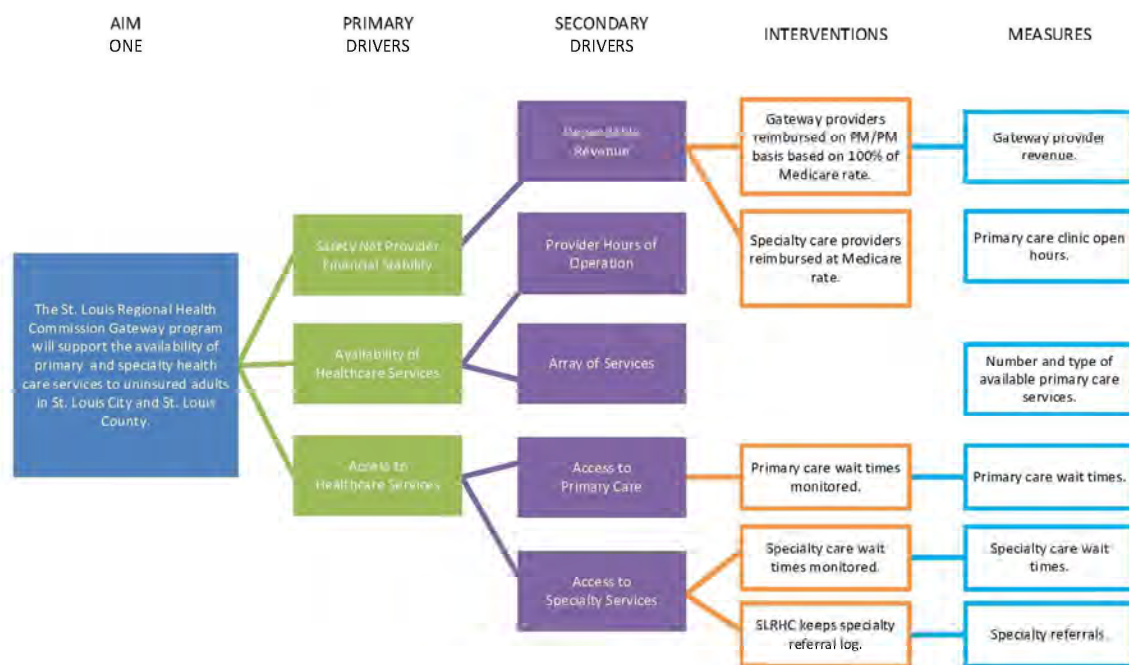 AIM
ONE
PRIMARY
DRIVERS
SECONDARY
DRIVERS
INTERVENTIONS
MEASURES
The St. Louis Regional Health
Commission Gateway program
will support the availability of
primary and specialty health
care services to uninsured adults
in St. Louis City and St. Louis
County.
Safety Net Provider
Financial Stability
Availability of
Healthcare Services
Access to
Healthcare Services
Revenue
Provider Hours of
Operation
Array of Services
Access to
Primary Care
Access to
Specialty Services
Gateway providers
reimbursed on PM/PM
basis based on 100% of
Medicare rate.
Specialty care providers
reimbursed at Medicare
rate.
Primary care wait times
monitored.
Specialty care wait
times monitored.
SLRHC keeps specialty
referral log.
Gateway provider
revenue.
Primary care clinic open
hours.
Number and type of
available primary care
services.
Primary care wait times.
Specialty care wait
times.
Specialty referrals.